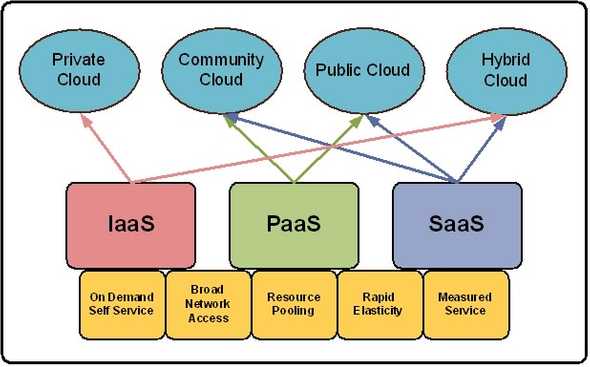 Private
Cloud
Community
Cloud
Public Cloud
Hybrid
Cloud
IaaS
PaaS
SaaS
On Demand
Self Service
Broad
Network
Access
Resource
Pooling
Rapid
Elasticity
Measured
Service